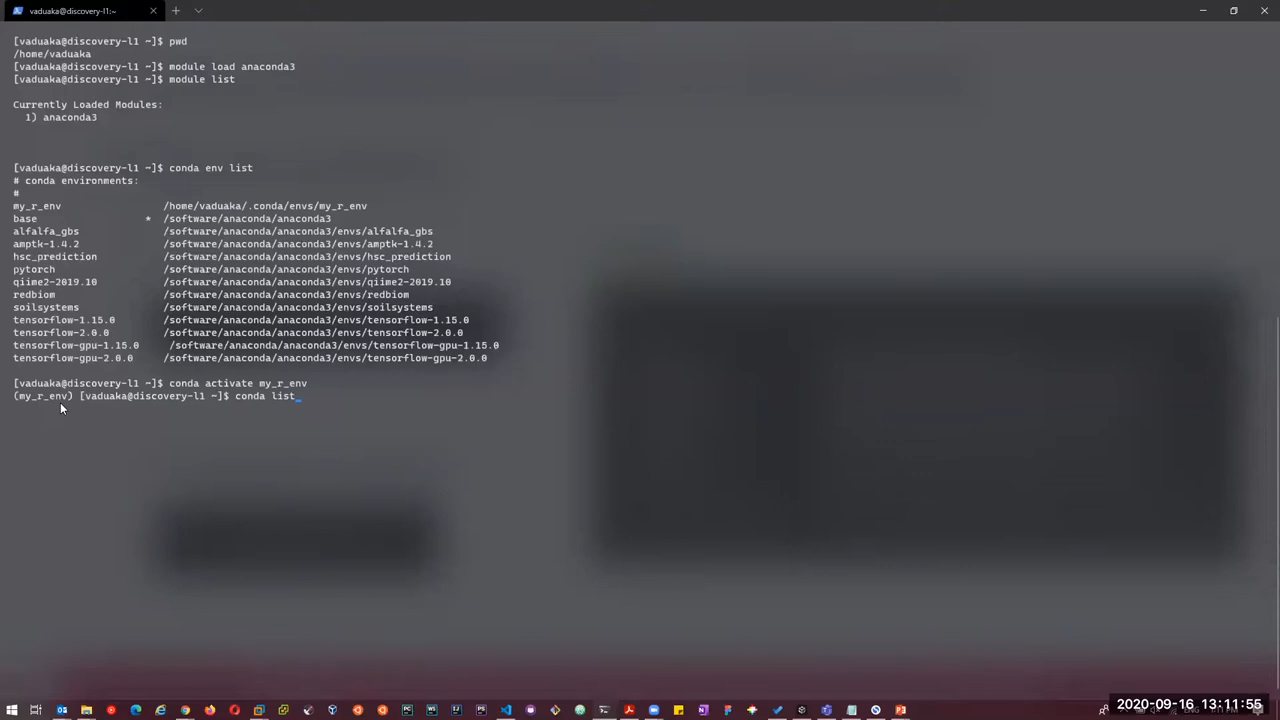 vaduaka@discovery-l1:~
[vaduaka@discovery-l1 ~]$ pwd
/home/vaduaka
[vaduaka@discovery-l1 ~]$ module load anaconda3
[vaduaka@discovery-l1 ~]$ module list
Currently Loaded Modules:
1) anaconda3
[vaduaka@discovery-l1 ~]$ conda env list
# conda environments:
#
my_r_env /home/vaduaka/.conda/envs/my_r_env
base * /software/anaconda/anaconda3
alfalfa_gbs /software/anaconda/anaconda3/envs/alfalfa_gbs
amptk-1.4.2 /software/anaconda/anaconda3/envs/amptk-1.4.2
hsc_prediction /software/anaconda/anaconda3/envs/hsc_prediction
pytorch /software/anaconda/anaconda3/envs/pytorch
qiime2-2019.10 /software/anaconda/anaconda3/envs/qiime2-2019.10
redbiom /software/anaconda/anaconda3/envs/redbiom
soilsystems /software/anaconda/anaconda3/envs/soilsystems
tensorflow-1.15.0 /software/anaconda/anaconda3/envs/tensorflow-1.15.0
tensorflow-2.0.0 /software/anaconda/anaconda3/envs/tensorflow-2.0.0
tensorflow-gpu-1.15.0 /software/anaconda/anaconda3/envs/tensorflow-gpu-1.15.0
tensorflow-gpu-2.0.0 /software/anaconda/anaconda3/envs/tensorflow-gpu-2.0.0
[vaduaka@discovery-l1 ~]$ conda activate my_r_env
(my_r_env) [vaduaka@discovery-l1 ~]$ conda list
2020-09-16 13:11:55